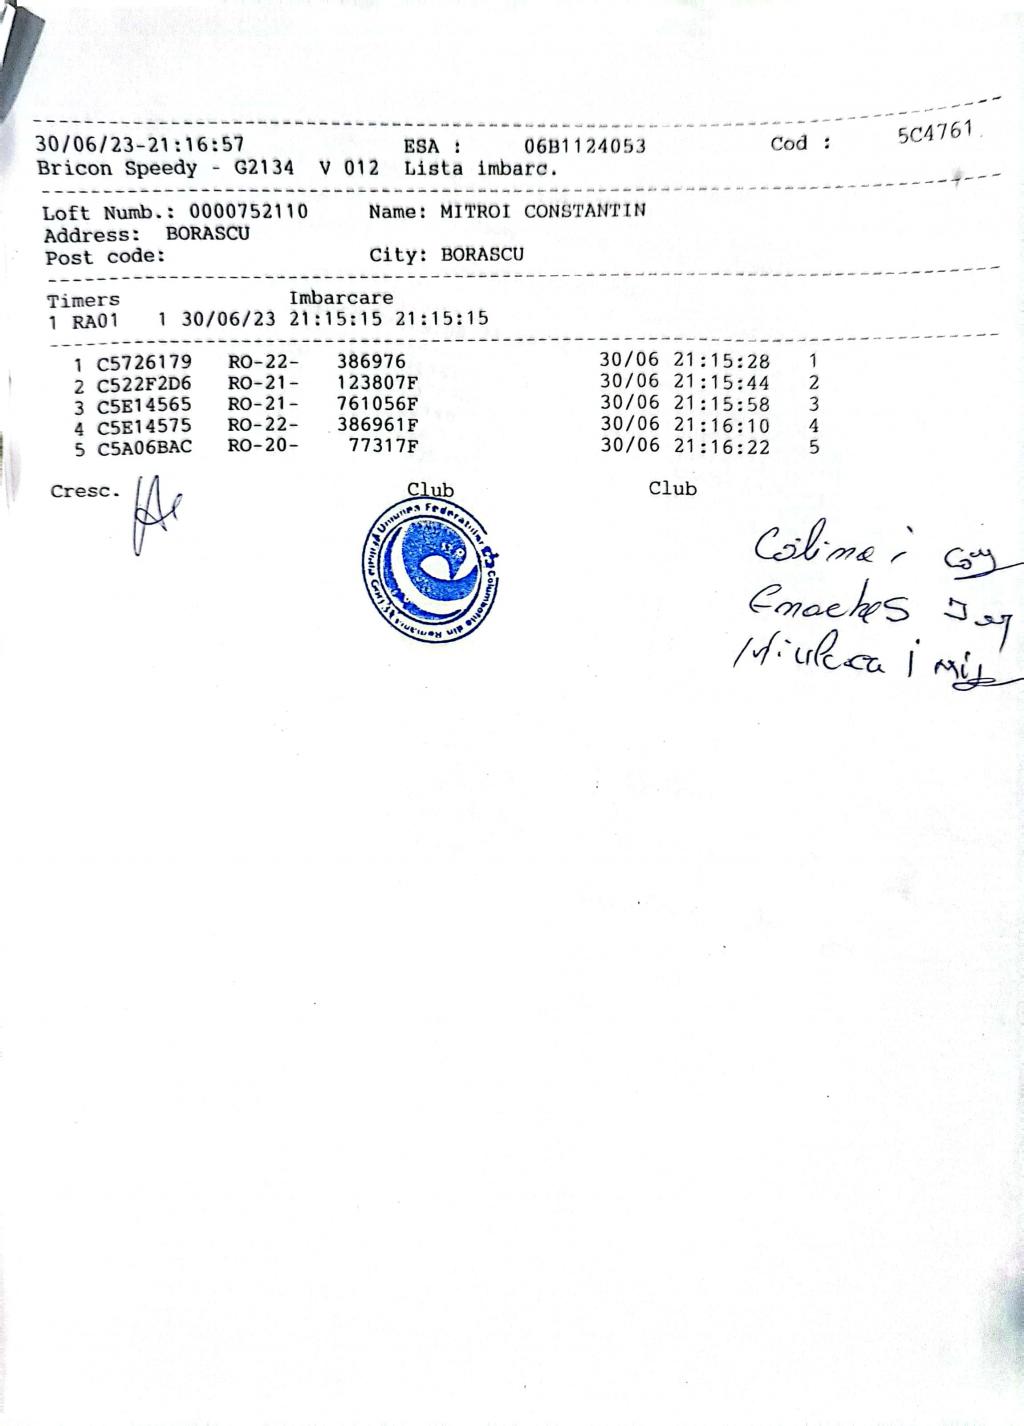 30/06/23-21:16:57 ESA : 06B1124053 Cod : 5C4761
Bricon Speedy - G2134 V 012 Lista imbarc.
Loft Numb.: 0000752110 Name: MITROI CONSTANTIN
Address: BORASCU
Post code: City: BORASCU
Timers Imbarcare
1 RA01 1 30/06/23 21:15:15 21:15:15
1 C5726179 RO-22- 386976 30/06 21:15:28 1
2 C522F2D6 RO-21- 123807F 30/06 21:15:44 2
3 C5E14565 RO-21- 761056F 30/06 21:15:58 3
4 C5E14575 RO-22- 386961F 30/06 21:16:10 4
5 C5A06BAC RO-20- 77317F 30/06 21:16:22 5
Cresc. Club Club
Uniunea Federatiilor Columbofile din Romania